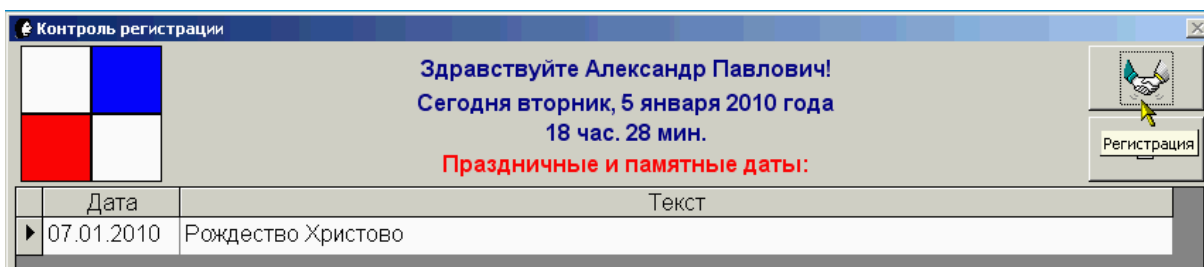 Контроль регистрации
Здравствуйте Александр Павлович!
Сегодня вторник, 5 января 2010 года
18 час. 28 мин.
Праздничные и памятные даты:
Регистрация
Дата Текст
07.01.2010 Рождество Христово